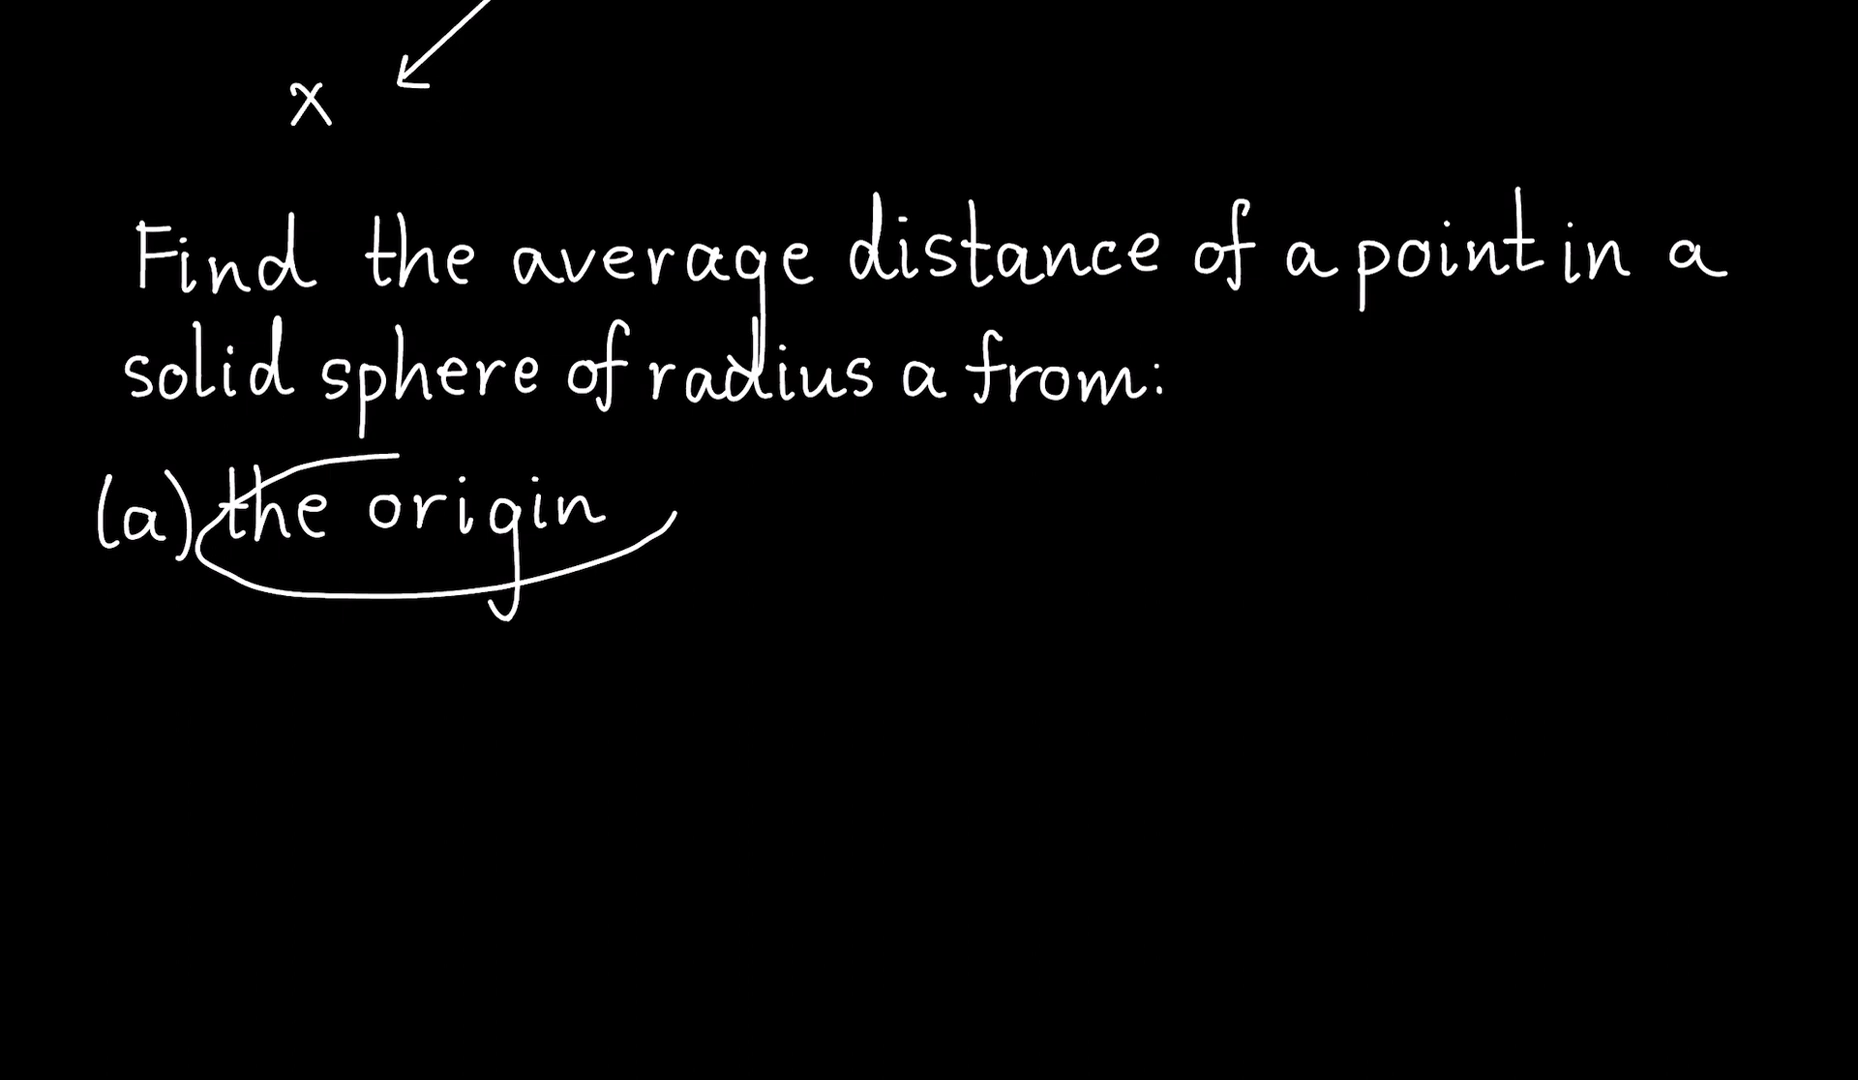 x
Find the average distance of a point in a
solid sphere of radius a from:
(a) the origin